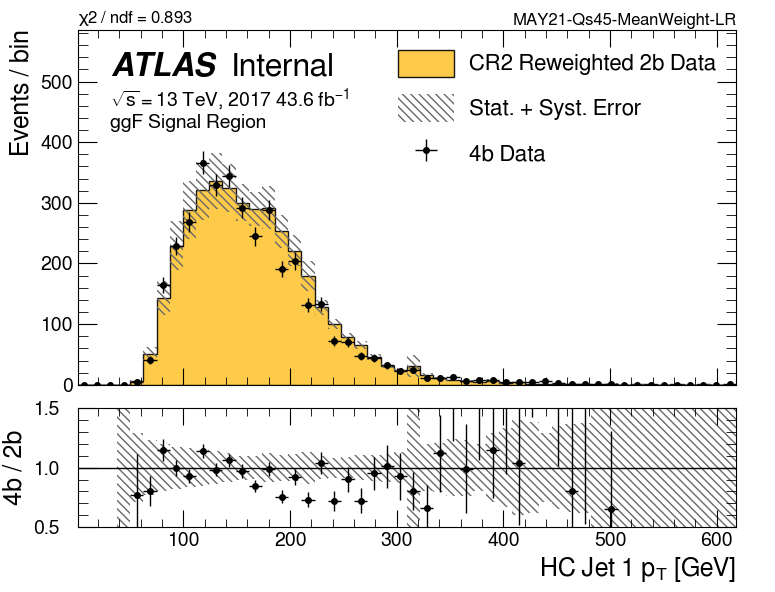 χ² / ndf = 0.893
MAY21-Qs45-MeanWeight-LR
Events / bin
ATLAS Internal
√s = 13 TeV, 2017 43.6 fb⁻¹
ggF Signal Region
CR2 Reweighted 2b Data
Stat. + Syst. Error
4b Data
500
400
300
200
100
0
4b / 2b
1.5
1.0
0.5
100 200 300 400 500 600
HC Jet 1 p_T [GeV]